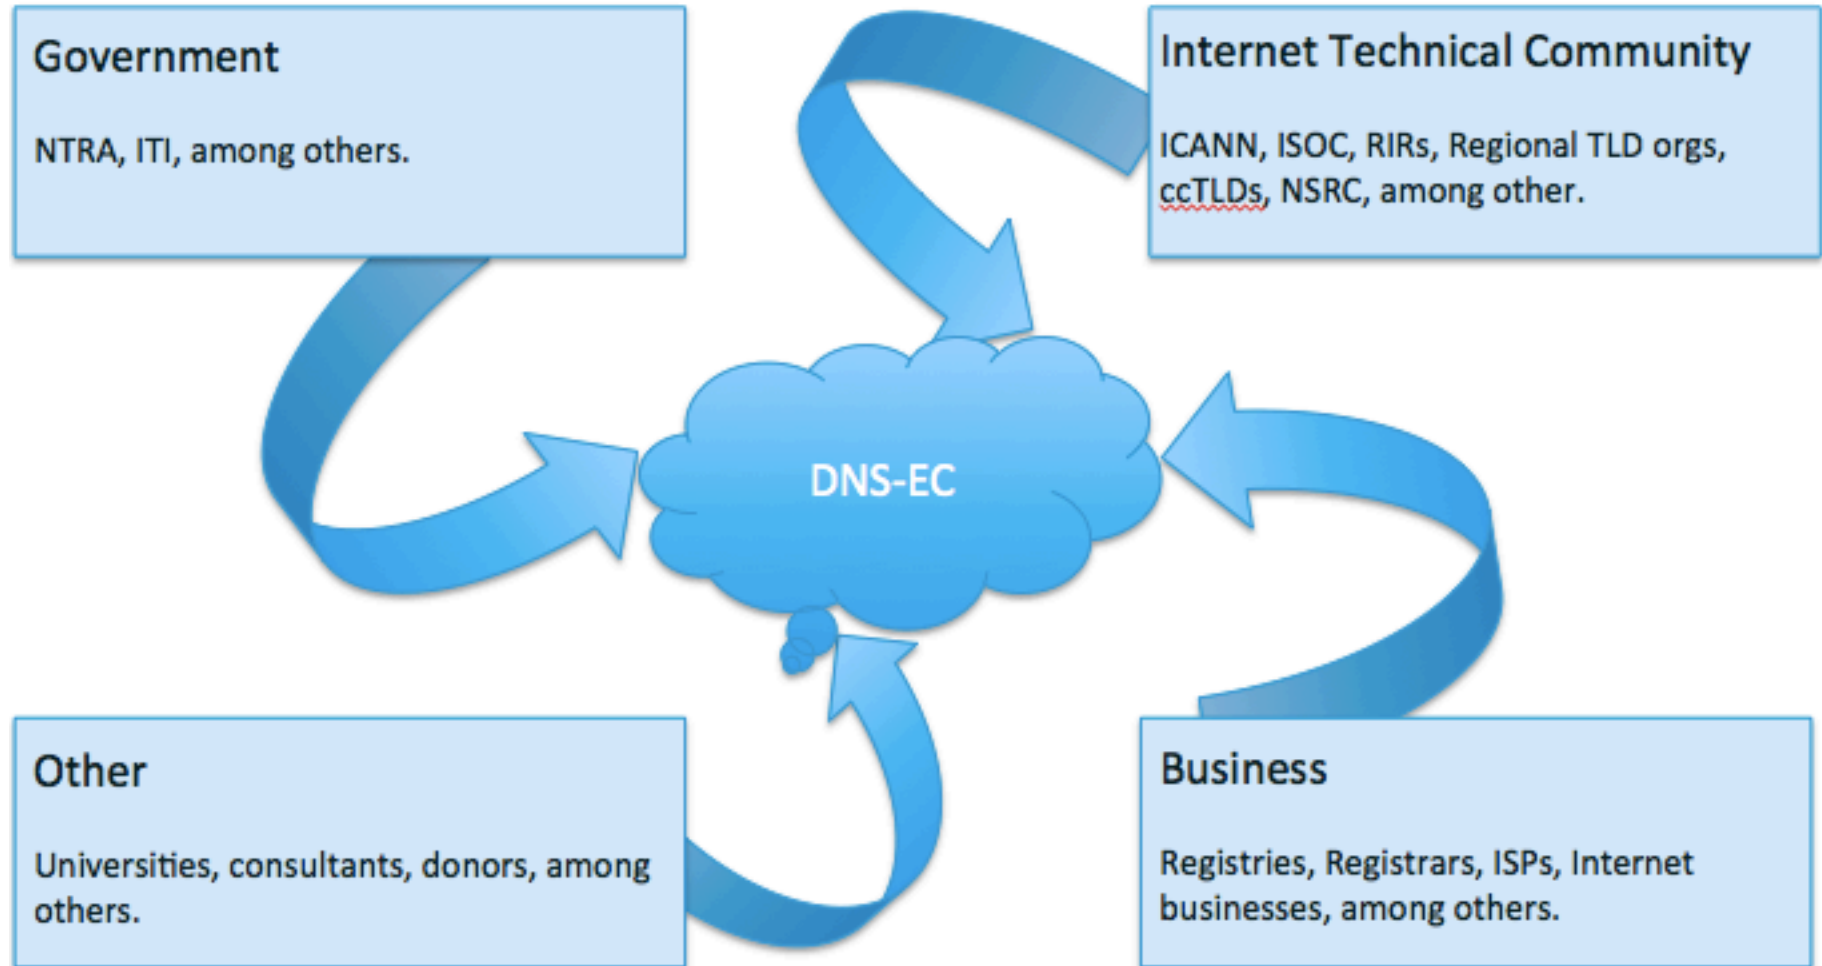 Government
NTRA, ITI, among others.
Internet Technical Community
ICANN, ISOC, RIRs, Regional TLD orgs,
ccTLDs, NSRC, among other.
DNS-EC
Other
Universities, consultants, donors, among
others.
Business
Registries, Registrars, ISPs, Internet
businesses, among others.